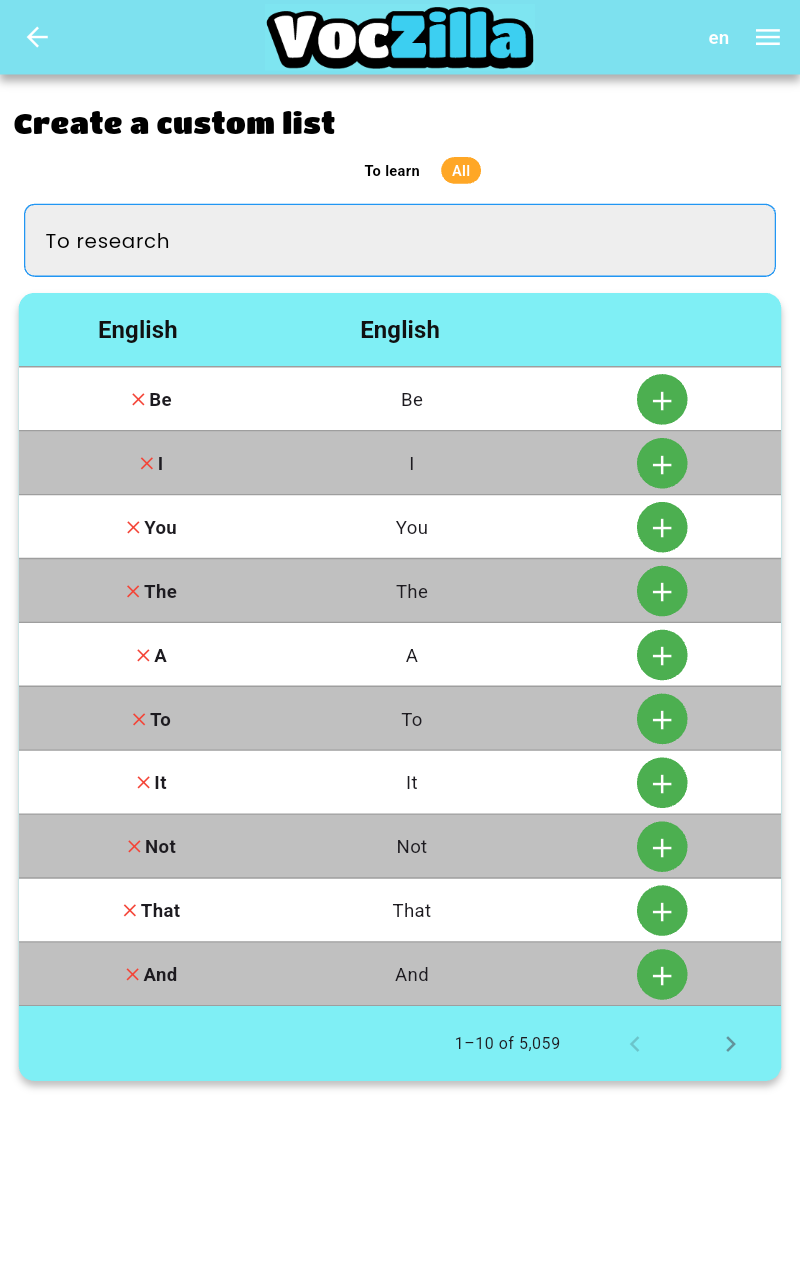 VocZilla
en
Create a custom list
To learn All
To research
English English
Be Be
I I
You You
The The
A A
To To
It It
Not Not
That That
And And
1–10 of 5,059